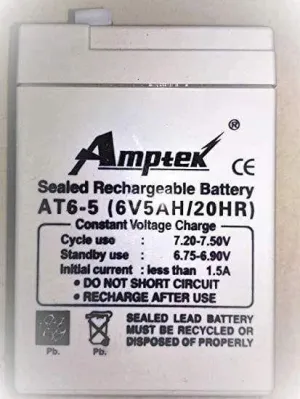 Amptek ®
CE
Sealed Rechargeable Battery
AT6-5 (6V5AH/20HR)
Constant Voltage Charge
Cycle use : 7.20-7.50V
Standby use : 6.75-6.90V
Initial current : less than 1.5A
• DO NOT SHORT CIRCUIT
• RECHARGE AFTER USE
SEALED LEAD BATTERY
MUST BE RECYCLED OR
DISPOSED OF PROPERLY
Pb. Pb.